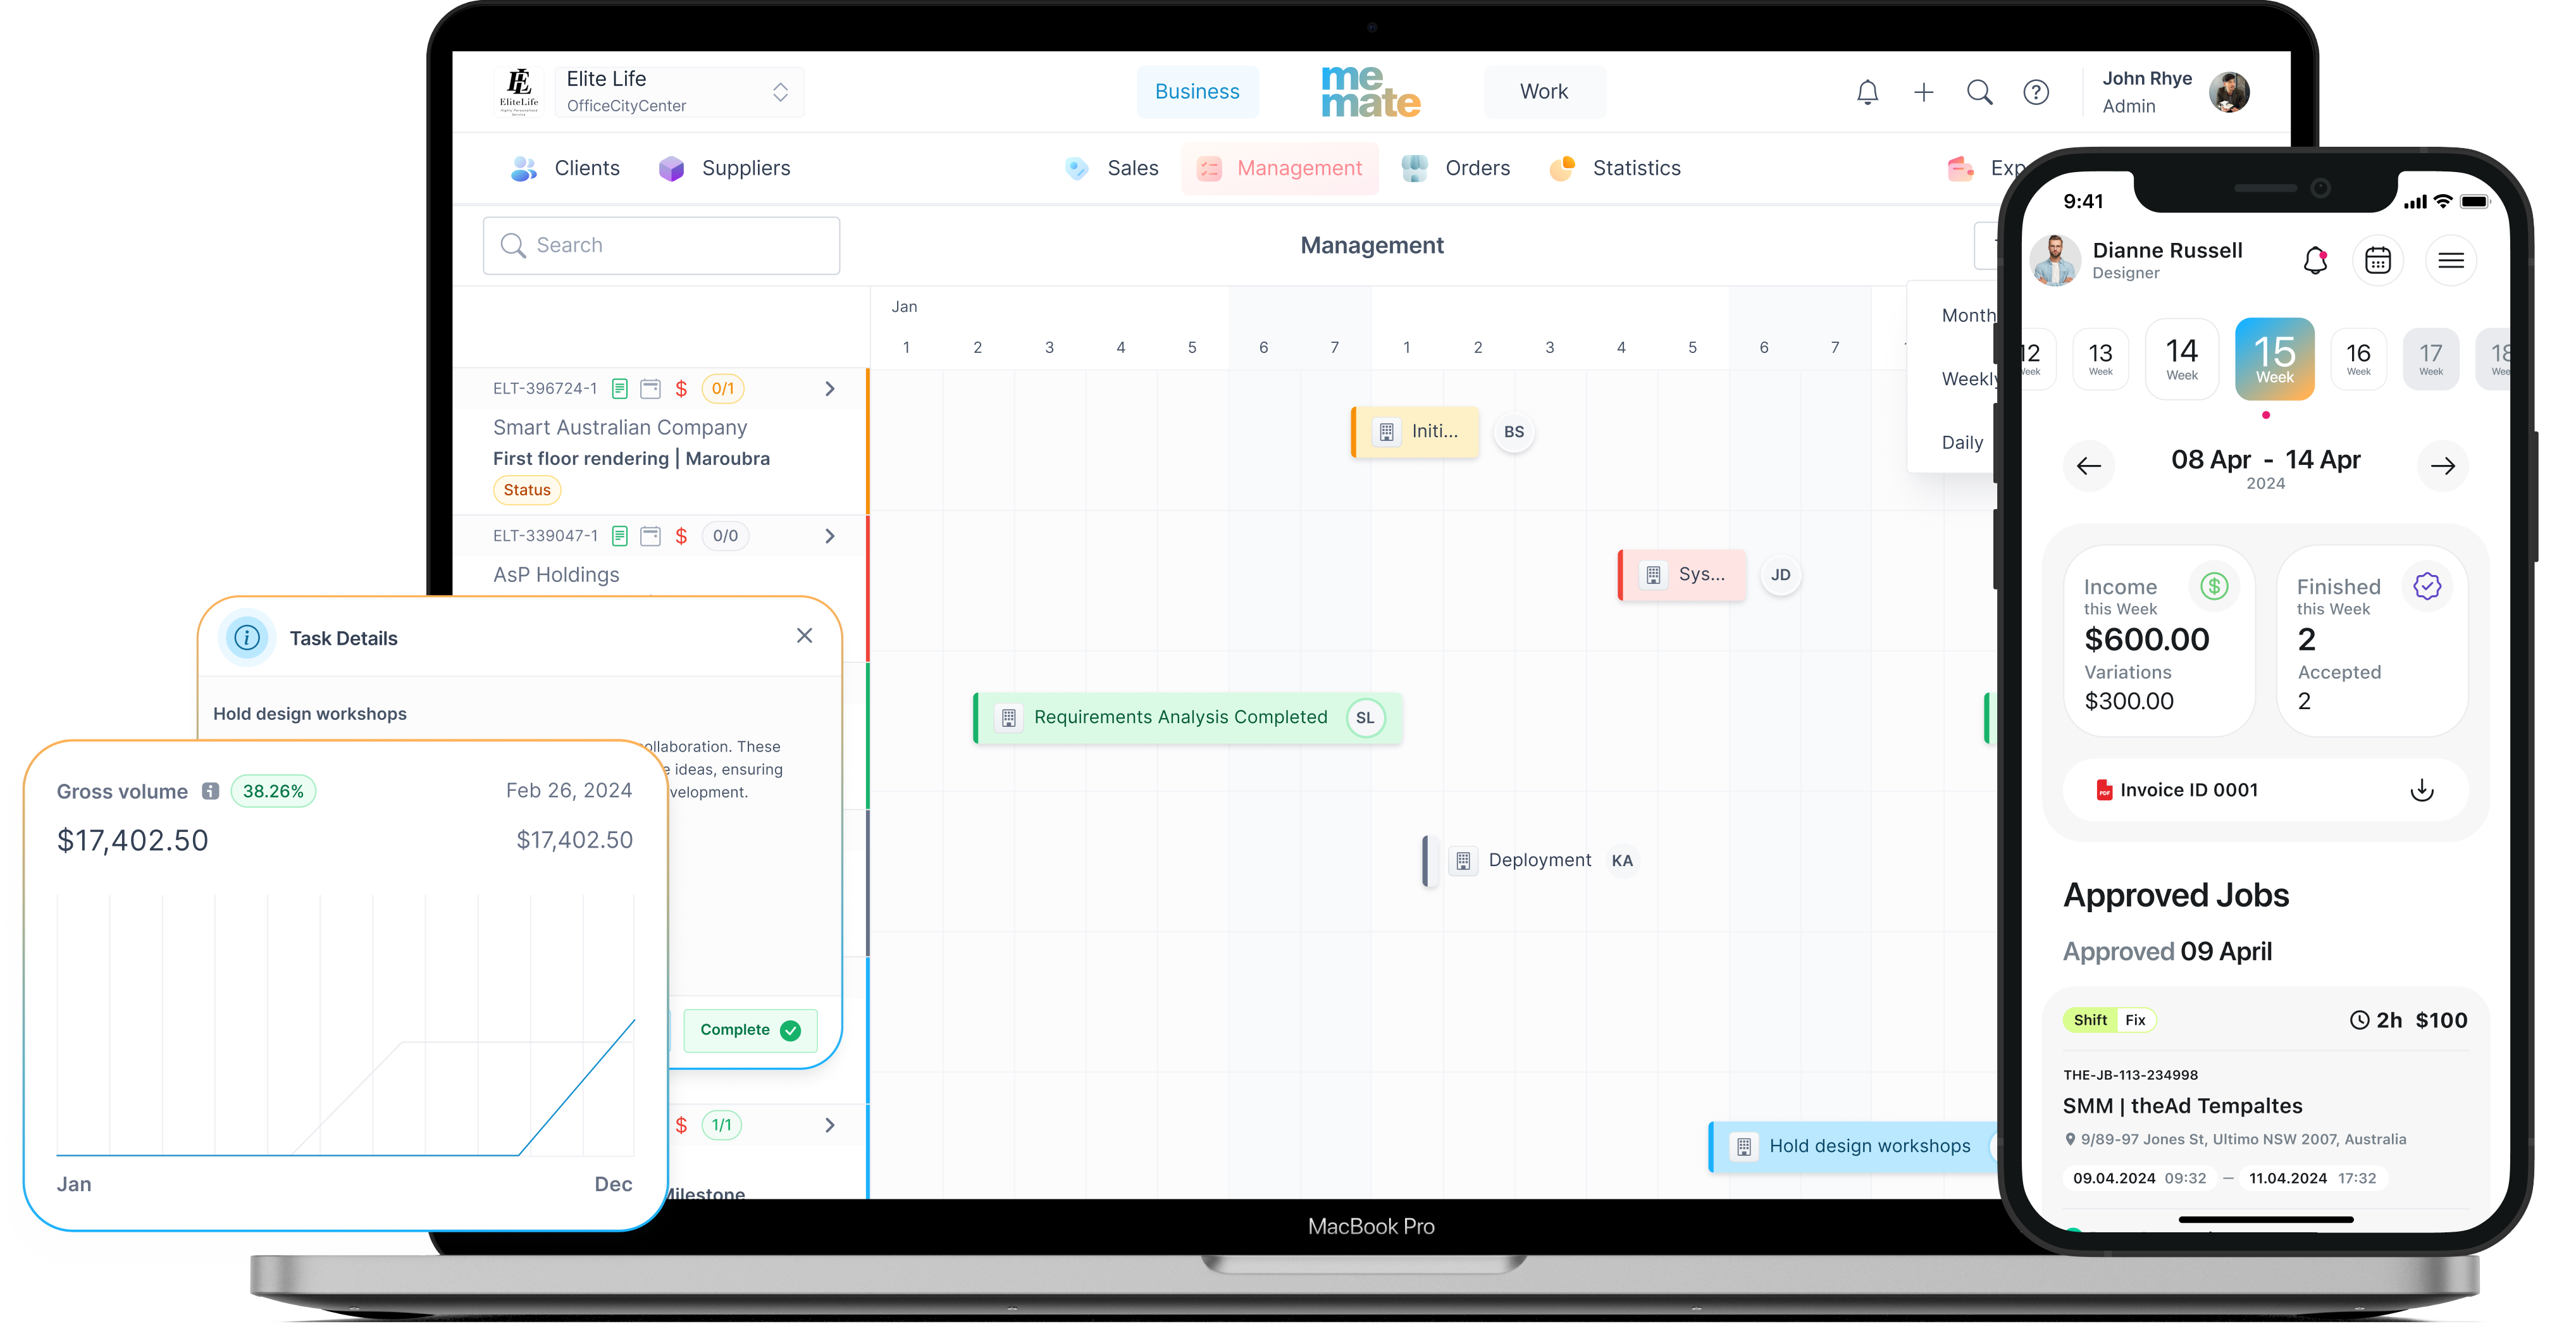 EliteLife
Elite Life
OfficeCityCenter
Business
me
mate
Work
John Rhye
Admin
Clients
Suppliers
Sales
Management
Orders
Statistics
Search
Management
Jan
1 2 3 4 5 6 7 1 2 3 4 5 6 7
Month
Weekly
Daily
ELT-396724-1 $ 0/1
Smart Australian Company
First floor rendering | Maroubra
Status
Initi... BS
ELT-339047-1 $ 0/0
AsP Holdings
Sys... JD
Requirements Analysis Completed SL
Deployment KA
$ 1/1
Hold design workshops
MacBook Pro
Task Details
Hold design workshops
These
ideas, ensuring
Complete
Gross volume 38.26% Feb 26, 2024
$17,402.50 $17,402.50
Jan Dec
9:41
Dianne Russell
Designer
13 14 15 16 17
Week Week Week Week Week
08 Apr - 14 Apr
2024
Income
this Week
$600.00
Variations
$300.00
Finished
this Week
2
Accepted
2
PDF Invoice ID 0001
Approved Jobs
Approved 09 April
Shift Fix 2h $100
THE-JB-113-234998
SMM | theAd Tempaltes
9/89-97 Jones St, Ultimo NSW 2007, Australia
09.04.2024 09:32 – 11.04.2024 17:32